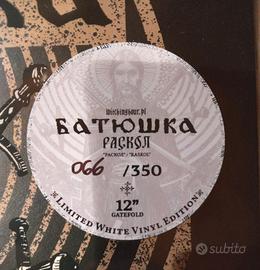 witchinghour.pl
БАТЮШКА
РАСКОЛ
"РАСКОЛ" / "RASKOL"
066 /350
12"
GATEFOLD
LIMITED WHITE VINYL EDITION
subito